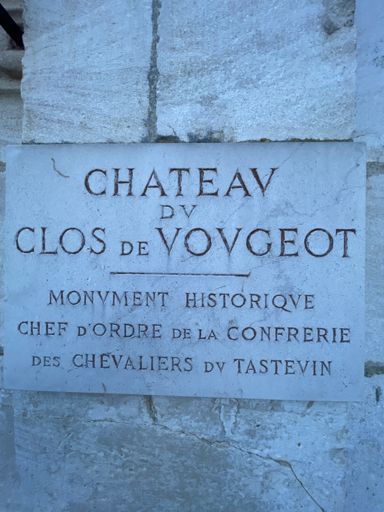 CHATEAV
DV
CLOS DE VOVGEOT
MONVMENT HISTORIQVE
CHEF D'ORDRE DE LA CONFRERIE
DES CHEVALIERS DV TASTEVIN